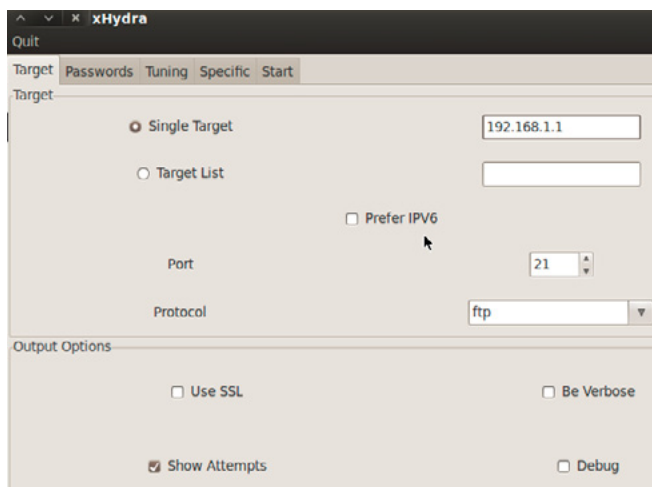 xHydra
Quit
Target Passwords Tuning Specific Start
Target
Single Target 192.168.1.1
Target List
Prefer IPV6
Port 21
Protocol ftp
Output Options
Use SSL Be Verbose
Show Attempts Debug